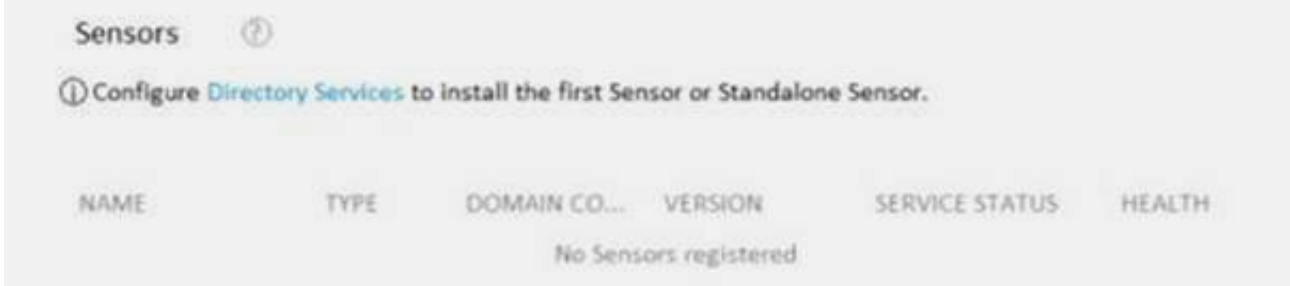 Sensors ?
ⓘ Configure Directory Services to install the first Sensor or Standalone Sensor.
NAME TYPE DOMAIN CO... VERSION SERVICE STATUS HEALTH
No Sensors registered